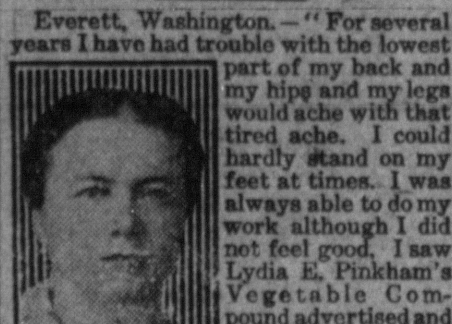 Everett, Washington. — "For several
years I have had trouble with the lowest
part of my back and
my hips and my legs
would ache with that
tired ache. I could
hardly stand on my
feet at times. I was
always able to do my
work although I did
not feel good. I saw
Lydia E. Pinkham's
Vegetable Com-
pound advertised and